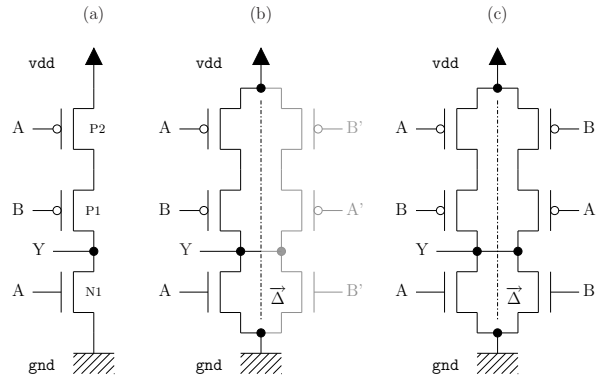 (a) (b) (c)
vdd vdd vdd
A P2 A B' A B
B P1 B A' B A
Y Y Y
A N1 A B' A B
Δ Δ
gnd gnd gnd